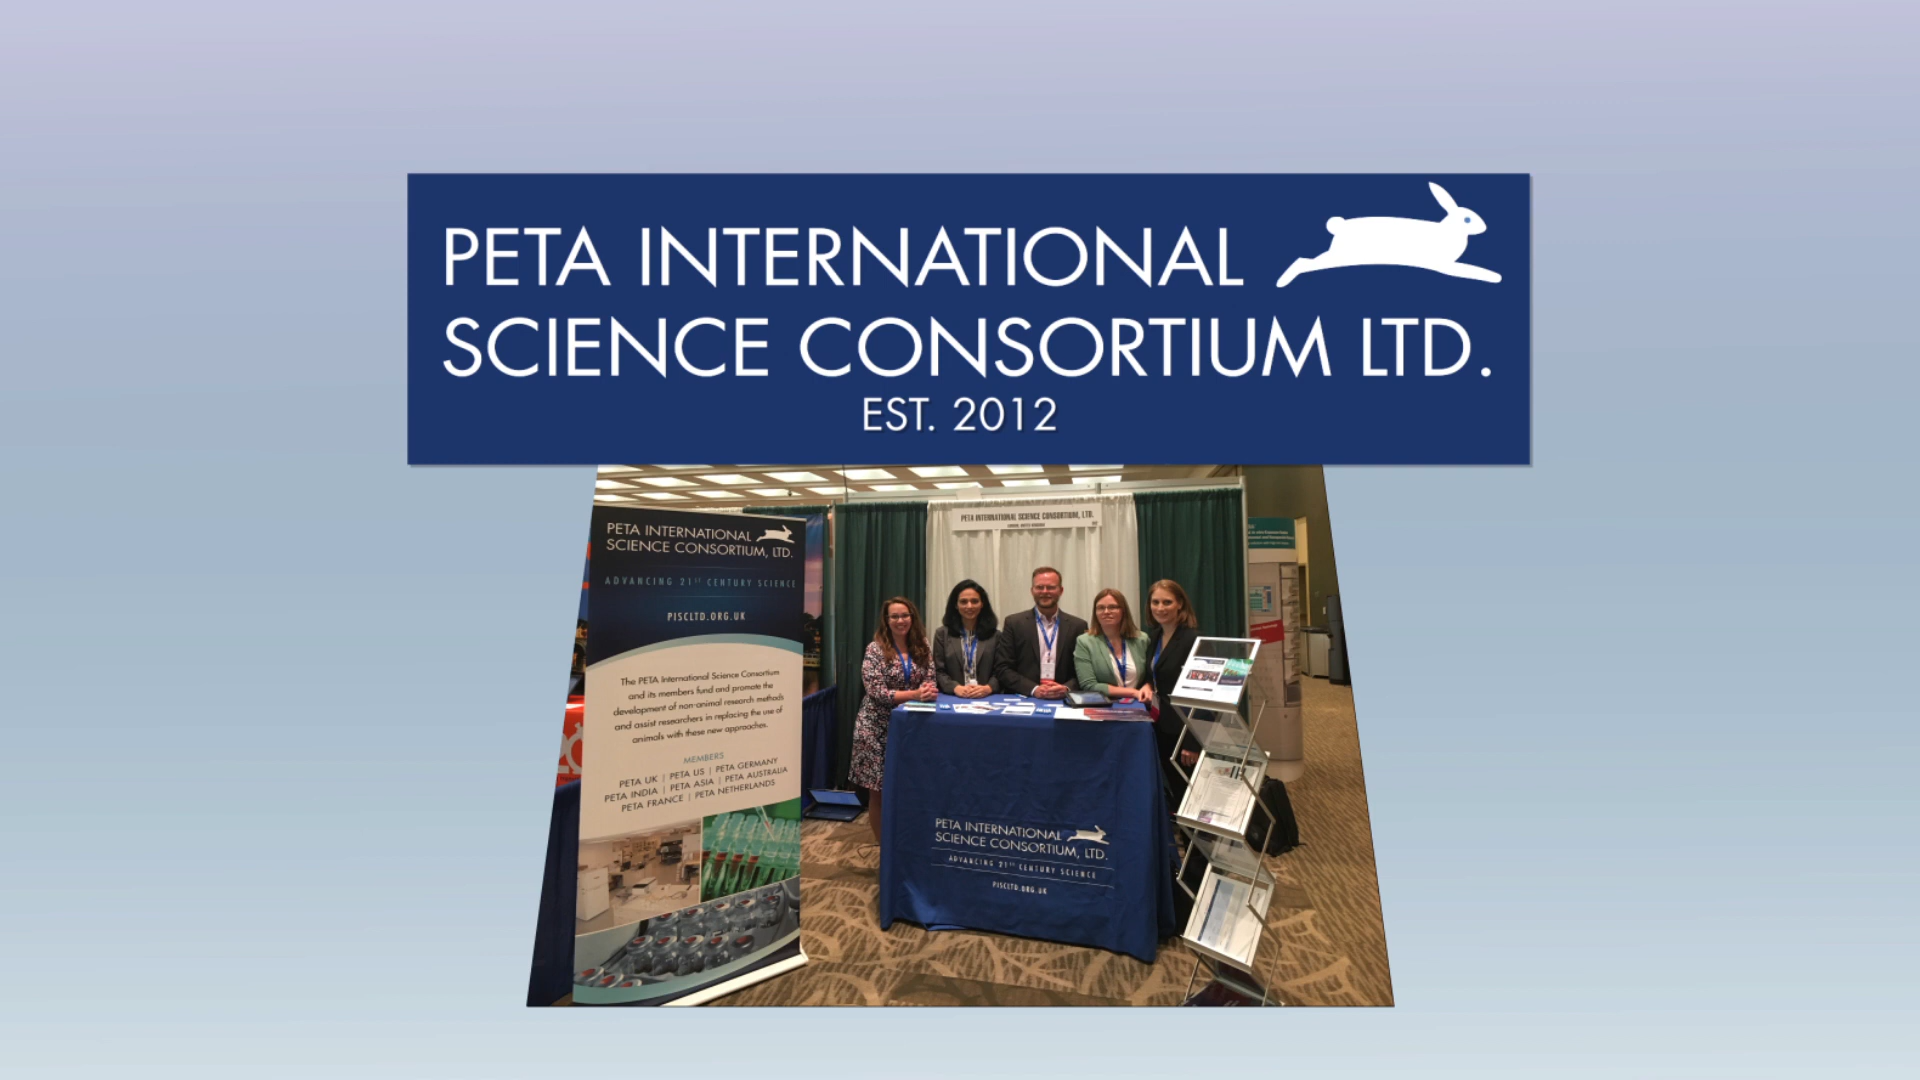 PETA INTERNATIONAL
SCIENCE CONSORTIUM LTD.
EST. 2012
PETA INTERNATIONAL
SCIENCE CONSORTIUM, LTD.
ADVANCING 21ST CENTURY SCIENCE
PISCLTD.ORG.UK
The PETA International Science Consortium
and its members fund and promote the
development of non-animal research methods
and assist researchers in replacing the use of
animals with these new approaches.
MEMBERS
PETA UK | PETA US | PETA GERMANY
PETA INDIA | PETA ASIA | PETA AUSTRALIA
PETA FRANCE | PETA NETHERLANDS
PETA INTERNATIONAL SCIENCE CONSORTIUM, LTD.
PETA INTERNATIONAL
SCIENCE CONSORTIUM, LTD.
ADVANCING 21ST CENTURY SCIENCE
PISCLTD.ORG.UK